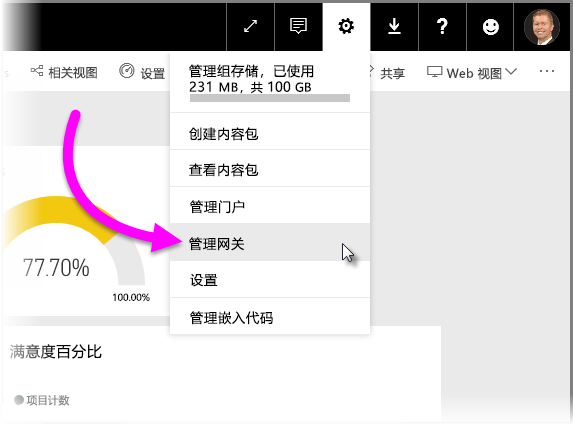 相关视图
设置
共享
Web 视图
管理组存储，已使用
231 MB，共 100 GB
创建内容包
查看内容包
管理门户
管理网关
设置
管理嵌入代码
77.70%
100.00%
满意度百分比
项目计数